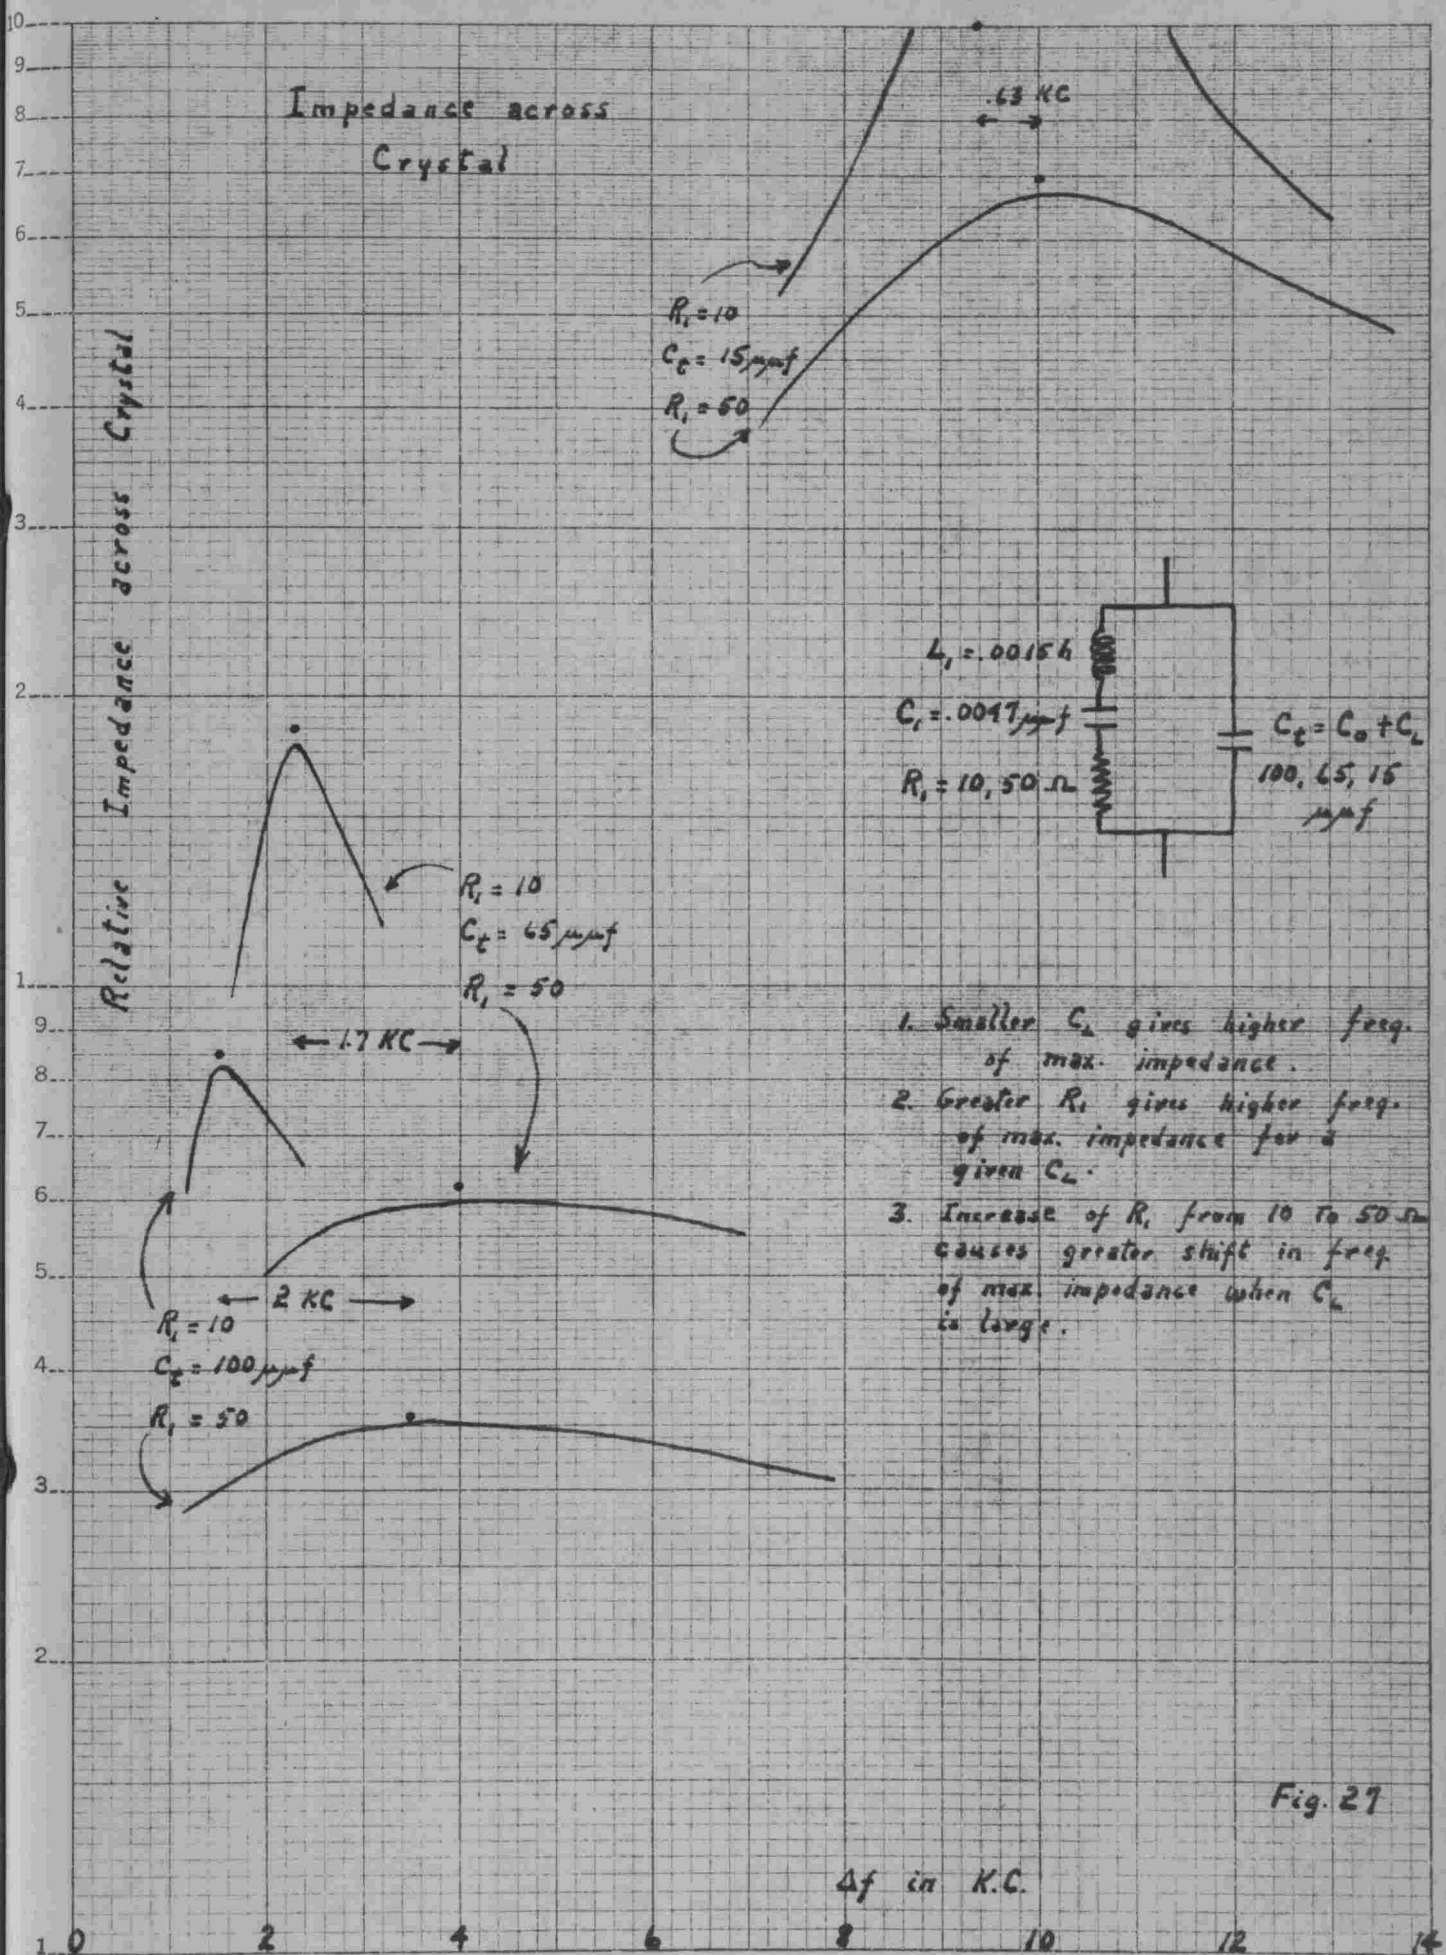 Impedance across
Crystal
.63 KC
R₁ = 10
Cₜ = 15 μμf
R₁ = 50
Relative Impedance across Crystal
L₁ = .0015 h
C₁ = .0047 μμf
R₁ = 10, 50 Ω
Cₜ = C₀ + C_L
100, 65, 15
μμf
R₁ = 10
Cₜ = 65 μμf
R₁ = 50
1.7 KC
2 KC
R₁ = 10
Cₜ = 100 μμf
R₁ = 50
1. Smaller C_L gives higher freq.
of max. impedance.
2. Greater R₁ gives higher freq.
of max. impedance for a
given C_L.
3. Increase of R₁ from 10 To 50 Ω
causes greater shift in freq.
of max. impedance when C_L
is large.
Fig. 27
Δf in K.C.
10
9
8
7
6
5
4
3
2
1
9
8
7
6
5
4
3
2
1
0 2 4 6 8 10 12 14